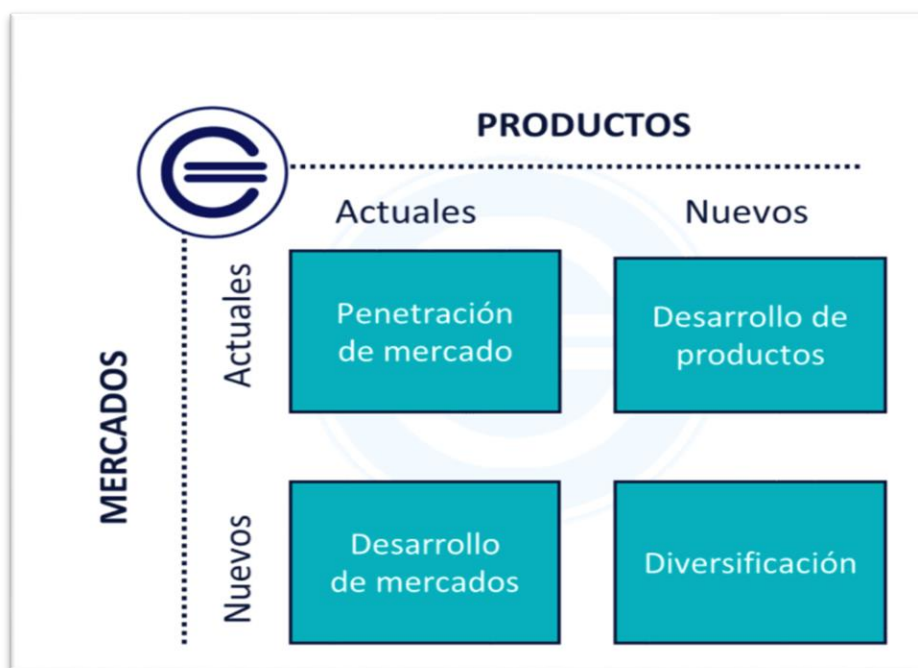 PRODUCTOS
Actuales
Nuevos
MERCADOS
Actuales
Penetración
de mercado
Desarrollo de
productos
Nuevos
Desarrollo
de mercados
Diversificación